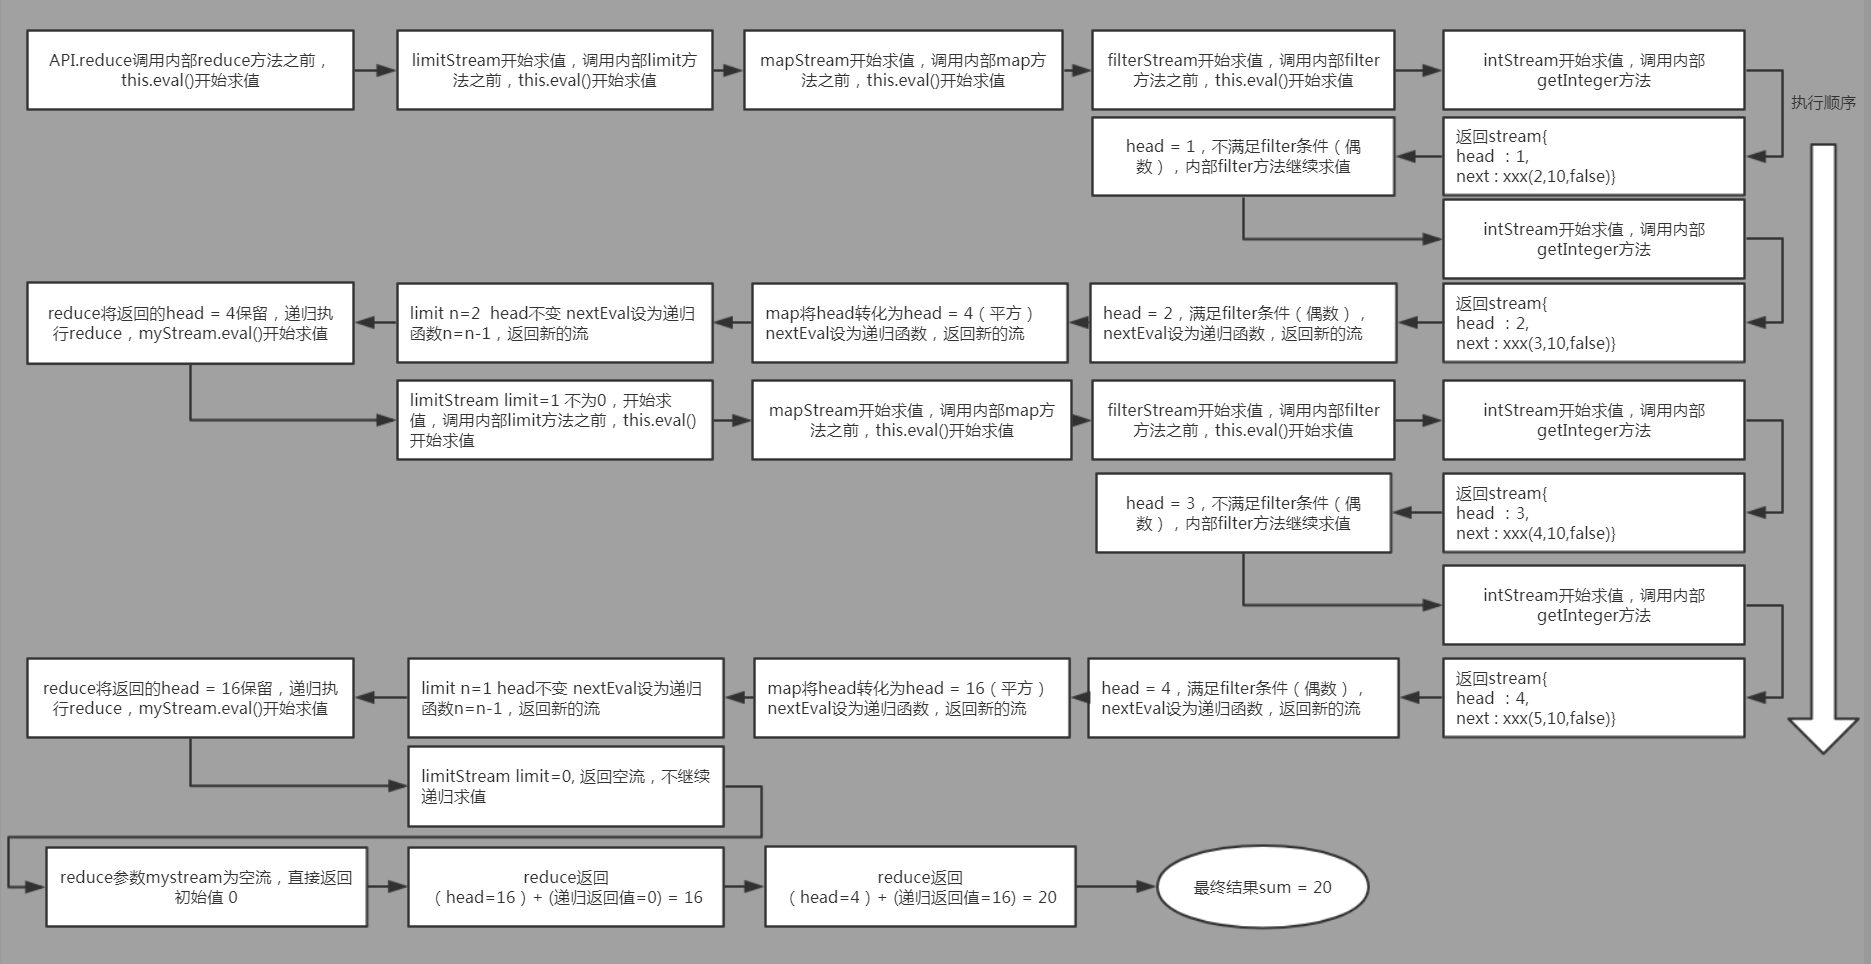 API.reduce调用内部reduce方法之前，
this.eval()开始求值
limitStream开始求值，调用内部limit方
法之前，this.eval()开始求值
mapStream开始求值，调用内部map方
法之前，this.eval()开始求值
filterStream开始求值，调用内部filter
方法之前，this.eval()开始求值
intStream开始求值，调用内部
getInteger方法
执行顺序
head = 1，不满足filter条件（偶
数），内部filter方法继续求值
返回stream{
head ：1,
next : xxx(2,10,false)}
intStream开始求值，调用内部
getInteger方法
reduce将返回的head = 4保留，递归执
行reduce，myStream.eval()开始求值
limit n=2 head不变 nextEval设为递归
函数n=n-1，返回新的流
map将head转化为head = 4（平方）
nextEval设为递归函数，返回新的流
head = 2，满足filter条件（偶数），
nextEval设为递归函数，返回新的流
返回stream{
head ：2,
next : xxx(3,10,false)}
limitStream limit=1 不为0，开始求
值，调用内部limit方法之前，this.eval()
开始求值
mapStream开始求值，调用内部map方
法之前，this.eval()开始求值
filterStream开始求值，调用内部filter
方法之前，this.eval()开始求值
intStream开始求值，调用内部
getInteger方法
head = 3，不满足filter条件（偶
数），内部filter方法继续求值
返回stream{
head ：3,
next : xxx(4,10,false)}
intStream开始求值，调用内部
getInteger方法
reduce将返回的head = 16保留，递归执
行reduce，myStream.eval()开始求值
limit n=1 head不变 nextEval设为递归
函数n=n-1，返回新的流
map将head转化为head = 16（平方）
nextEval设为递归函数，返回新的流
head = 4，满足filter条件（偶数），
nextEval设为递归函数，返回新的流
返回stream{
head ：4,
next : xxx(5,10,false)}
limitStream limit=0, 返回空流，不继续
递归求值
reduce参数mystream为空流，直接返回
初始值 0
reduce返回
（head=16）+ (递归返回值=0) = 16
reduce返回
（head=4）+ (递归返回值=16) = 20
最终结果sum = 20